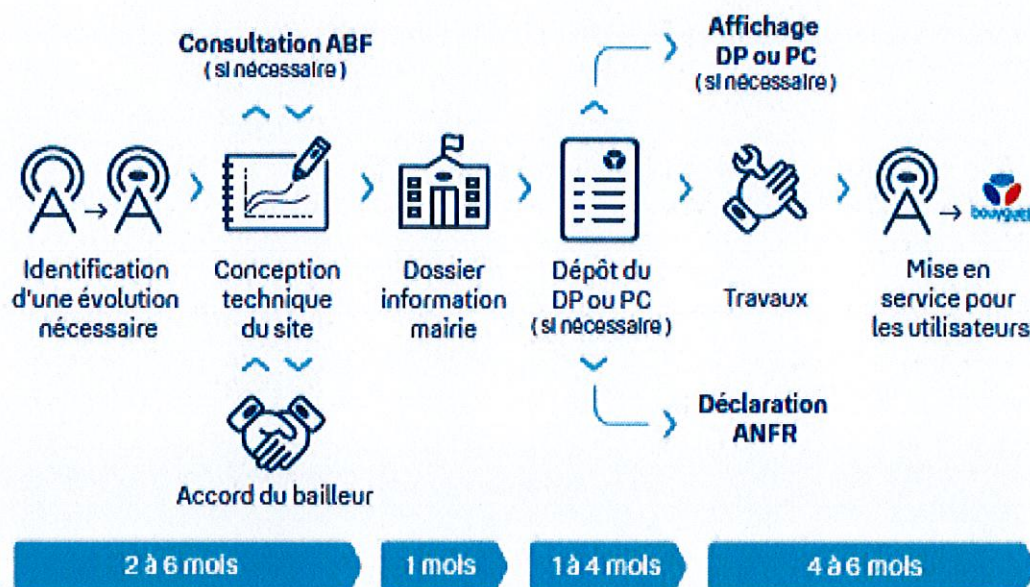 Consultation ABF
(si nécessaire)
Affichage
DP ou PC
(si nécessaire)
Identification
d'une évolution
nécessaire
Conception
technique
du site
Dossier
information
mairie
Dépôt du
DP ou PC
(si nécessaire)
Travaux
bouygues
Mise en
service pour
les utilisateurs
Accord du bailleur
Déclaration
ANFR
2 à 6 mois
1 mois
1 à 4 mois
4 à 6 mois